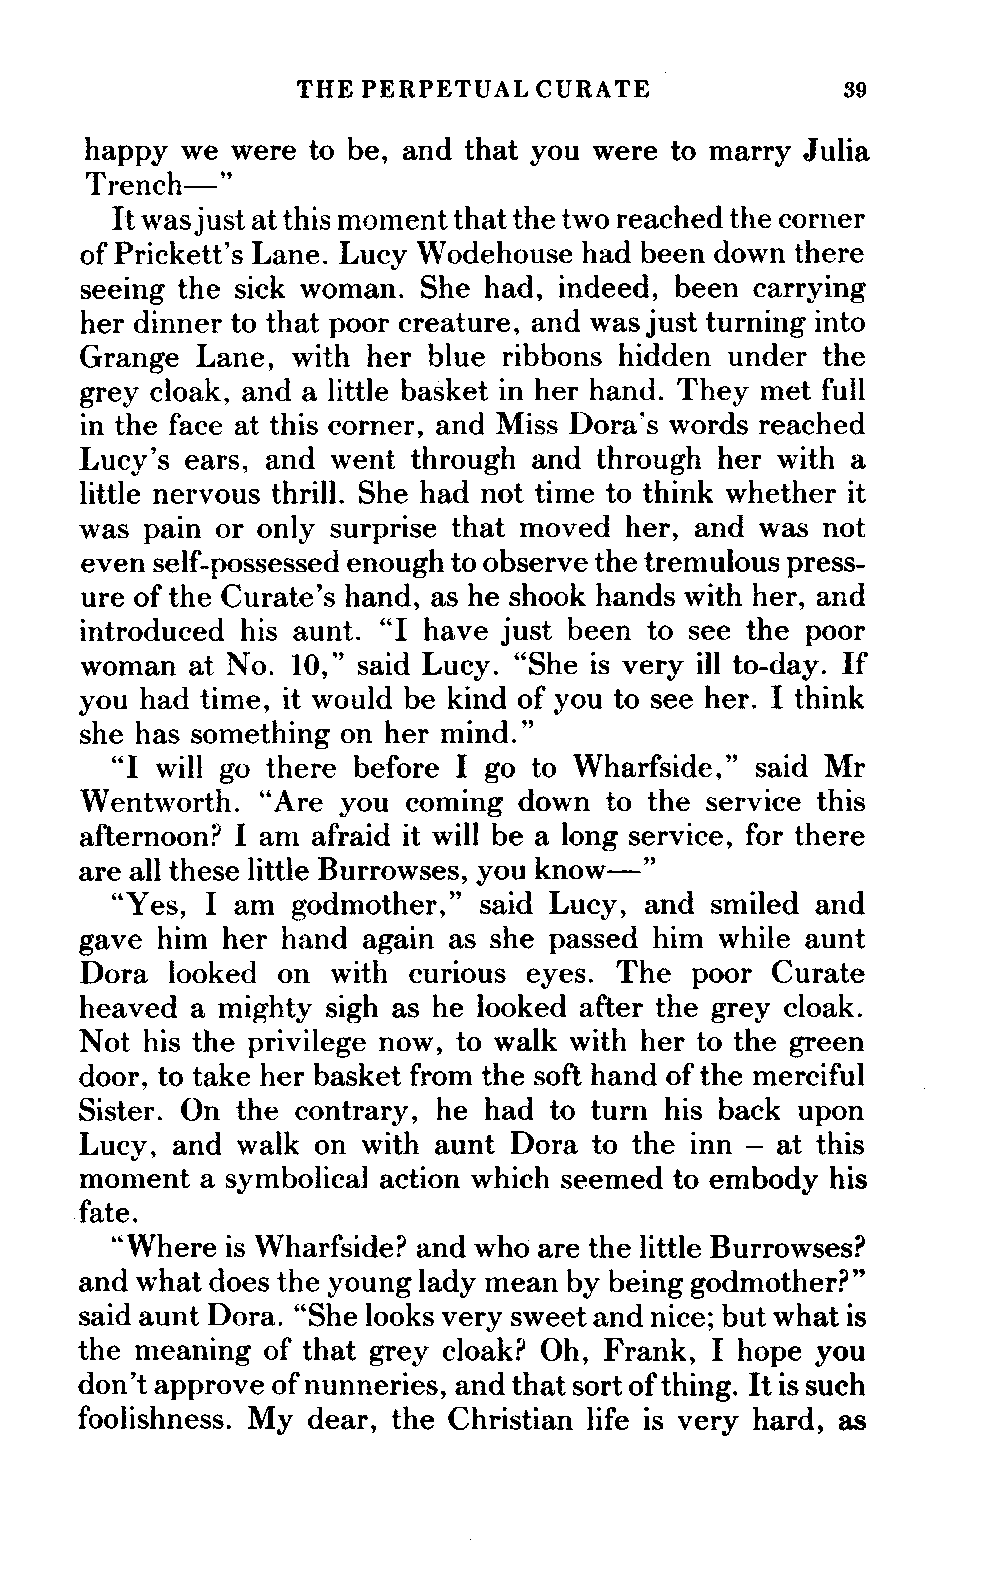 THE PERPETUAL CURATE 39
happy we were to be, and that you were to marry Julia
Trench—"
It was just at this moment that the two reached the corner
of Prickett's Lane. Lucy Wodehouse had been down there
seeing the sick woman. She had, indeed, been carrying
her dinner to that poor creature, and was just turning into
Grange Lane, with her blue ribbons hidden under the
grey cloak, and a little basket in her hand. They met full
in the face at this corner, and Miss Dora's words reached
Lucy's ears, and went through and through her with a
little nervous thrill. She had not time to think whether it
was pain or only surprise that moved her, and was not
even self-possessed enough to observe the tremulous press-
ure of the Curate's hand, as he shook hands with her, and
introduced his aunt. "I have just been to see the poor
woman at No. 10," said Lucy. "She is very ill to-day. If
you had time, it would be kind of you to see her. I think
she has something on her mind."
"I will go there before I go to Wharfside," said Mr
Wentworth. "Are you coming down to the service this
afternoon? I am afraid it will be a long service, for there
are all these little Burrowses, you know—"
"Yes, I am godmother," said Lucy, and smiled and
gave him her hand again as she passed him while aunt
Dora looked on with curious eyes. The poor Curate
heaved a mighty sigh as he looked after the grey cloak.
Not his the privilege now, to walk with her to the green
door, to take her basket from the soft hand of the merciful
Sister. On the contrary, he had to turn his back upon
Lucy, and walk on with aunt Dora to the inn – at this
moment a symbolical action which seemed to embody his
fate.
"Where is Wharfside? and who are the little Burrowses?
and what does the young lady mean by being godmother?"
said aunt Dora. "She looks very sweet and nice; but what is
the meaning of that grey cloak? Oh, Frank, I hope you
don't approve of nunneries, and that sort of thing. It is such
foolishness. My dear, the Christian life is very hard, as